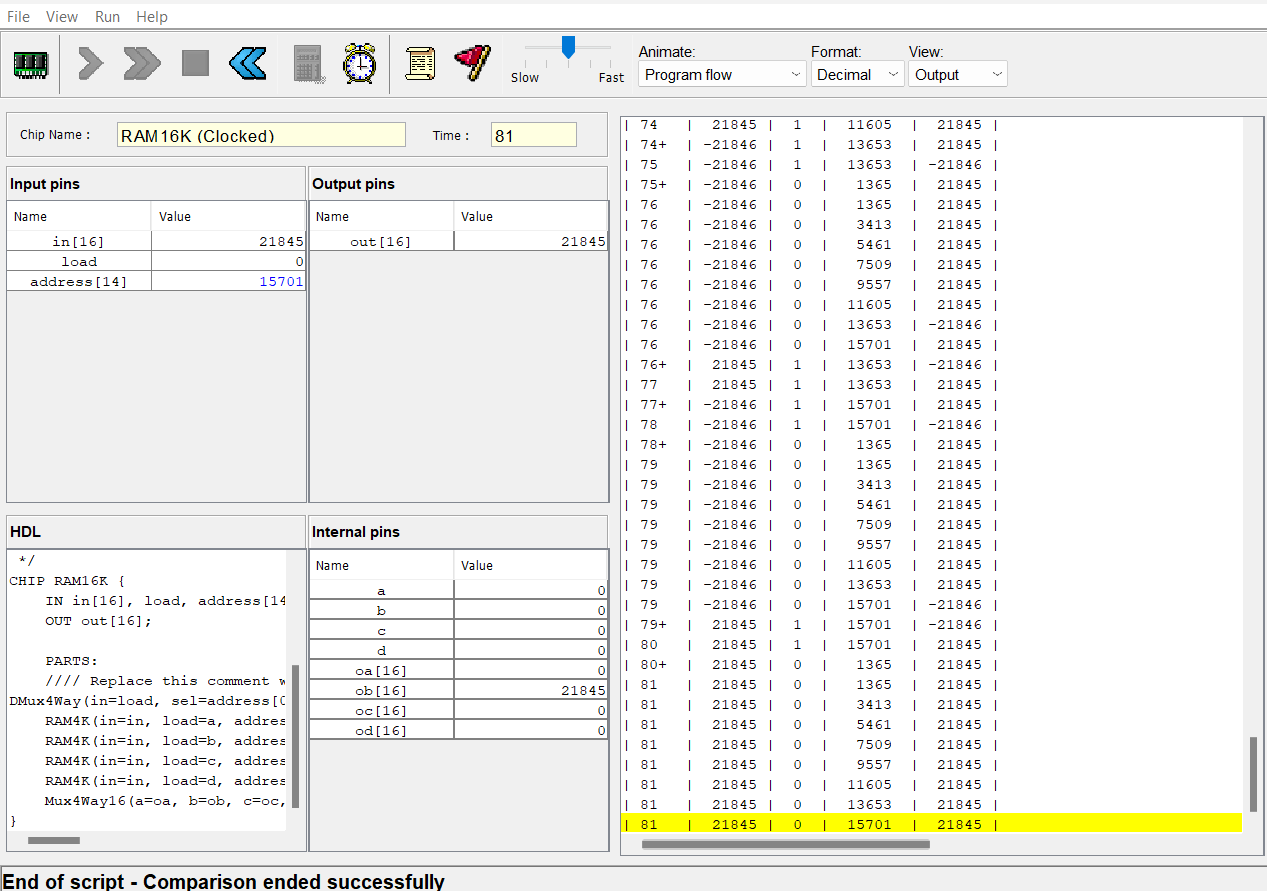 File View Run Help
Slow Fast
Animate: Format: View:
Program flow Decimal Output
Chip Name : RAM16K (Clocked) Time : 81
Input pins
Name Value
in[16] 21845
load 0
address[14] 15701
Output pins
Name Value
out[16] 21845
HDL
*/
CHIP RAM16K {
IN in[16], load, address[14
OUT out[16];
PARTS:
//// Replace this comment w
DMux4Way(in=load, sel=address[0
RAM4K(in=in, load=a, addres
RAM4K(in=in, load=b, addres
RAM4K(in=in, load=c, addres
RAM4K(in=in, load=d, addres
Mux4Way16(a=oa, b=ob, c=oc,
}
Internal pins
Name Value
a 0
b 0
c 0
d 0
oa[16] 0
ob[16] 21845
oc[16] 0
od[16] 0
| 74 | 21845 | 1 | 11605 | 21845 |
| 74+ | -21846 | 1 | 13653 | 21845 |
| 75 | -21846 | 1 | 13653 | -21846 |
| 75+ | -21846 | 0 | 1365 | 21845 |
| 76 | -21846 | 0 | 1365 | 21845 |
| 76 | -21846 | 0 | 3413 | 21845 |
| 76 | -21846 | 0 | 5461 | 21845 |
| 76 | -21846 | 0 | 7509 | 21845 |
| 76 | -21846 | 0 | 9557 | 21845 |
| 76 | -21846 | 0 | 11605 | 21845 |
| 76 | -21846 | 0 | 13653 | -21846 |
| 76 | -21846 | 0 | 15701 | 21845 |
| 76+ | 21845 | 1 | 13653 | -21846 |
| 77 | 21845 | 1 | 13653 | 21845 |
| 77+ | -21846 | 1 | 15701 | 21845 |
| 78 | -21846 | 1 | 15701 | -21846 |
| 78+ | -21846 | 0 | 1365 | 21845 |
| 79 | -21846 | 0 | 1365 | 21845 |
| 79 | -21846 | 0 | 3413 | 21845 |
| 79 | -21846 | 0 | 5461 | 21845 |
| 79 | -21846 | 0 | 7509 | 21845 |
| 79 | -21846 | 0 | 9557 | 21845 |
| 79 | -21846 | 0 | 11605 | 21845 |
| 79 | -21846 | 0 | 13653 | 21845 |
| 79 | -21846 | 0 | 15701 | -21846 |
| 79+ | 21845 | 1 | 15701 | -21846 |
| 80 | 21845 | 1 | 15701 | 21845 |
| 80+ | 21845 | 0 | 1365 | 21845 |
| 81 | 21845 | 0 | 1365 | 21845 |
| 81 | 21845 | 0 | 3413 | 21845 |
| 81 | 21845 | 0 | 5461 | 21845 |
| 81 | 21845 | 0 | 7509 | 21845 |
| 81 | 21845 | 0 | 9557 | 21845 |
| 81 | 21845 | 0 | 11605 | 21845 |
| 81 | 21845 | 0 | 13653 | 21845 |
| 81 | 21845 | 0 | 15701 | 21845 |
End of script - Comparison ended successfully